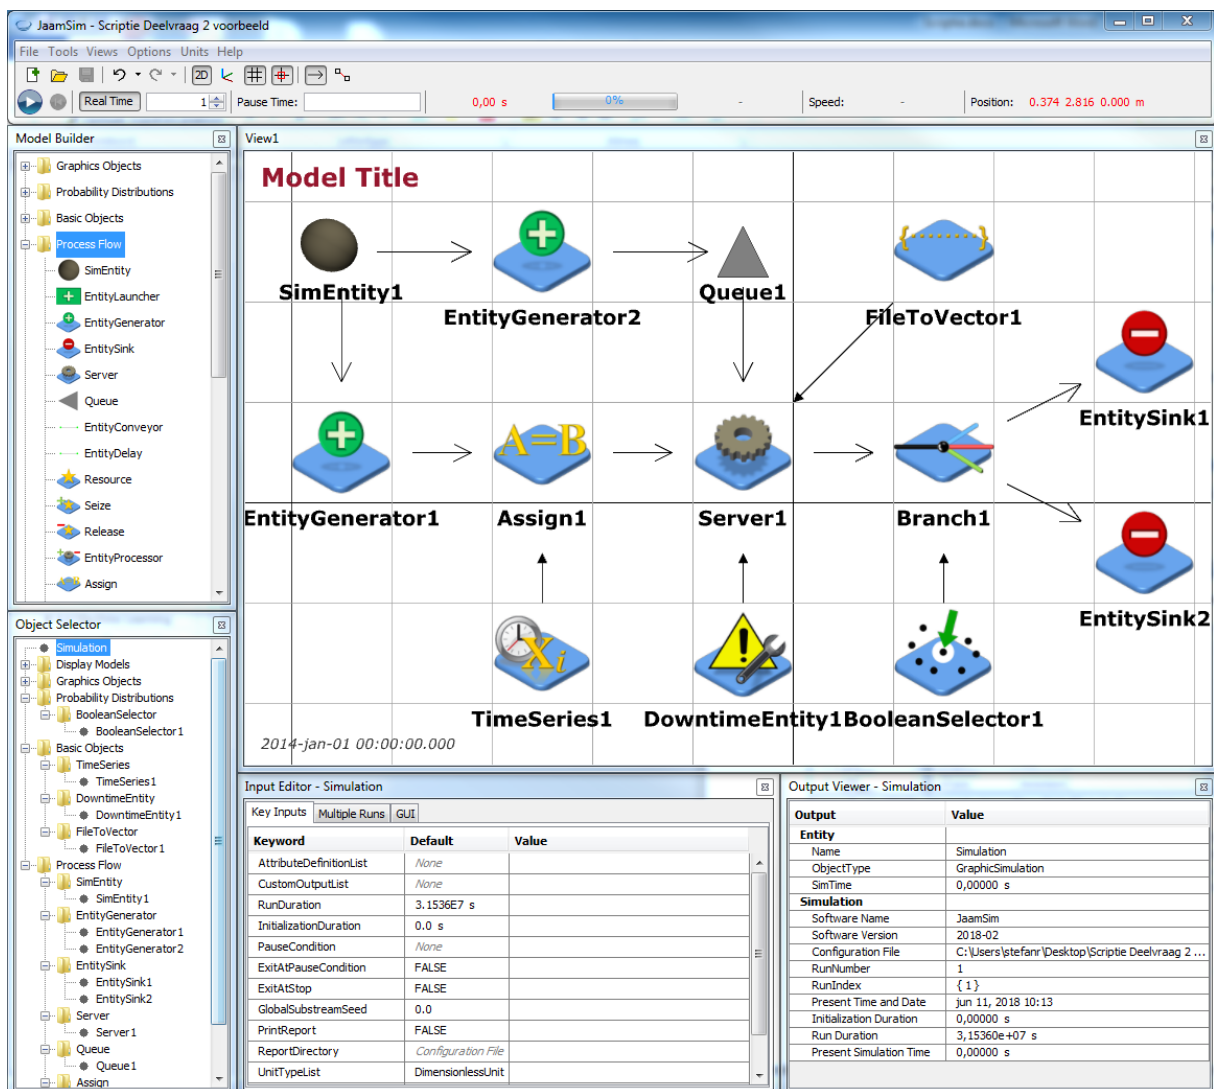 JaamSim - Scriptie Deelvraag 2 voorbeeld
File Tools Views Options Units Help
2D
Real Time 1 Pause Time: 0,00 s 0% - Speed: - Position: 0.374 2.816 0.000 m
Model Builder
Graphics Objects
Probability Distributions
Basic Objects
Process Flow
SimEntity
EntityLauncher
EntityGenerator
EntitySink
Server
Queue
EntityConveyor
EntityDelay
Resource
Seize
Release
EntityProcessor
Assign
View1
Model Title
SimEntity1
EntityGenerator2
Queue1
FileToVector1
EntitySink1
EntityGenerator1
A=B
Assign1
Server1
Branch1
EntitySink2
Xi
TimeSeries1
DowntimeEntity1
BooleanSelector1
2014-jan-01 00:00:00.000
Object Selector
Simulation
Display Models
Graphics Objects
Probability Distributions
BooleanSelector
BooleanSelector1
Basic Objects
TimeSeries
TimeSeries1
DowntimeEntity
DowntimeEntity1
FileToVector
FileToVector1
Process Flow
SimEntity
SimEntity1
EntityGenerator
EntityGenerator1
EntityGenerator2
EntitySink
EntitySink1
EntitySink2
Server
Server1
Queue
Queue1
Assign
Input Editor - Simulation
Key Inputs Multiple Runs GUI
Keyword Default Value
AttributeDefinitionList None
CustomOutputList None
RunDuration 3.1536E7 s
InitializationDuration 0.0 s
PauseCondition None
ExitAtPauseCondition FALSE
ExitAtStop FALSE
GlobalSubstreamSeed 0.0
PrintReport FALSE
ReportDirectory Configuration File
UnitTypeList DimensionlessUnit
Output Viewer - Simulation
Output Value
Entity
Name Simulation
ObjectType GraphicSimulation
SimTime 0,00000 s
Simulation
Software Name JaamSim
Software Version 2018-02
Configuration File C:\Users\stefanr\Desktop\Scriptie Deelvraag 2 ...
RunNumber 1
RunIndex { 1 }
Present Time and Date jun 11, 2018 10:13
Initialization Duration 0,00000 s
Run Duration 3,15360e+07 s
Present Simulation Time 0,00000 s